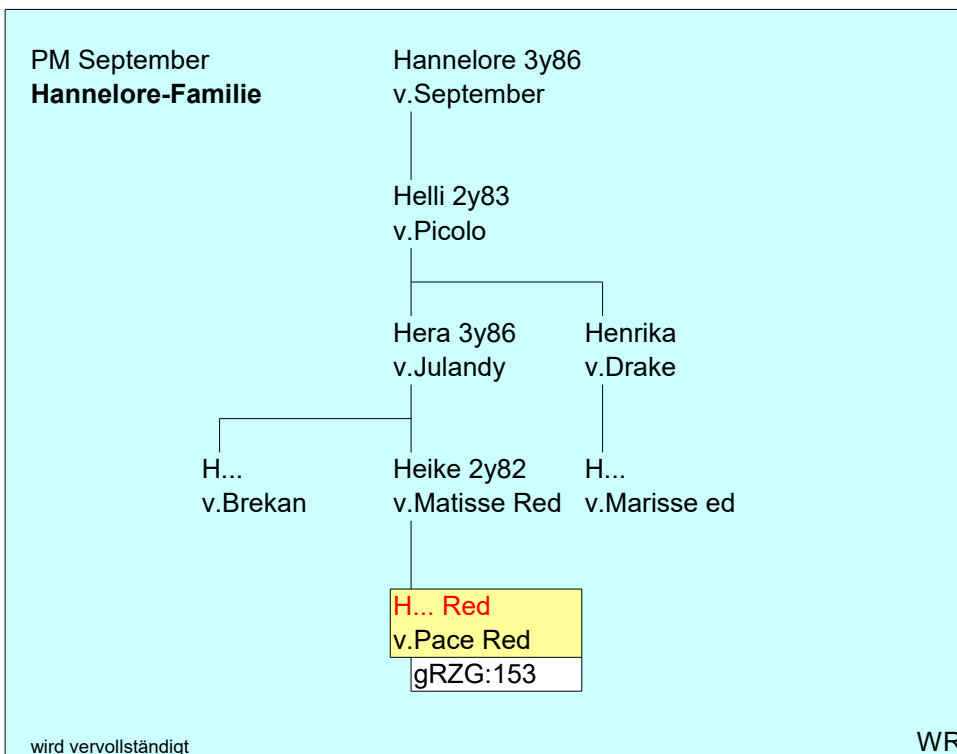 PM September
Hannelore-Familie
Hannelore 3y86
v.September
Helli 2y83
v.Picolo
Hera 3y86
v.Julandy
Henrika
v.Drake
H...
v.Brekan
Heike 2y82
v.Matisse Red
H...
v.Marisse ed
H... Red
v.Pace Red
gRZG:153
wird vervollständigt
WR